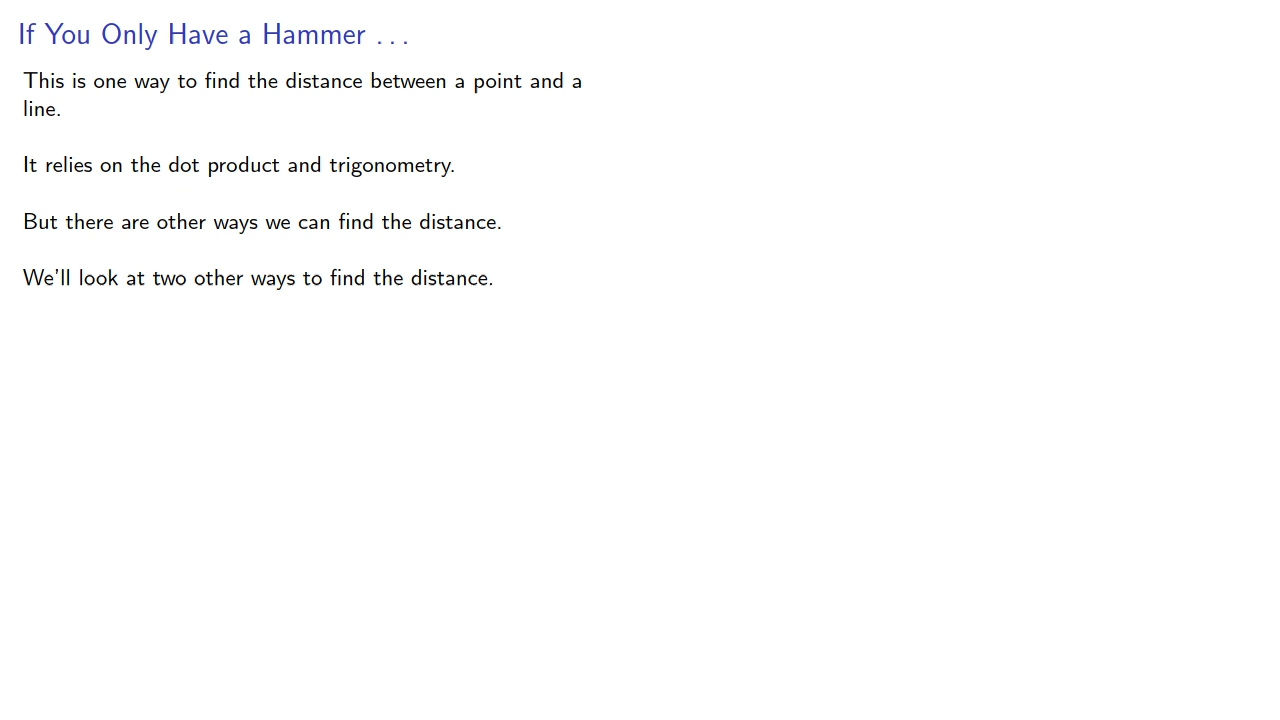 If You Only Have a Hammer ...
This is one way to find the distance between a point and a
line.
It relies on the dot product and trigonometry.
But there are other ways we can find the distance.
We'll look at two other ways to find the distance.